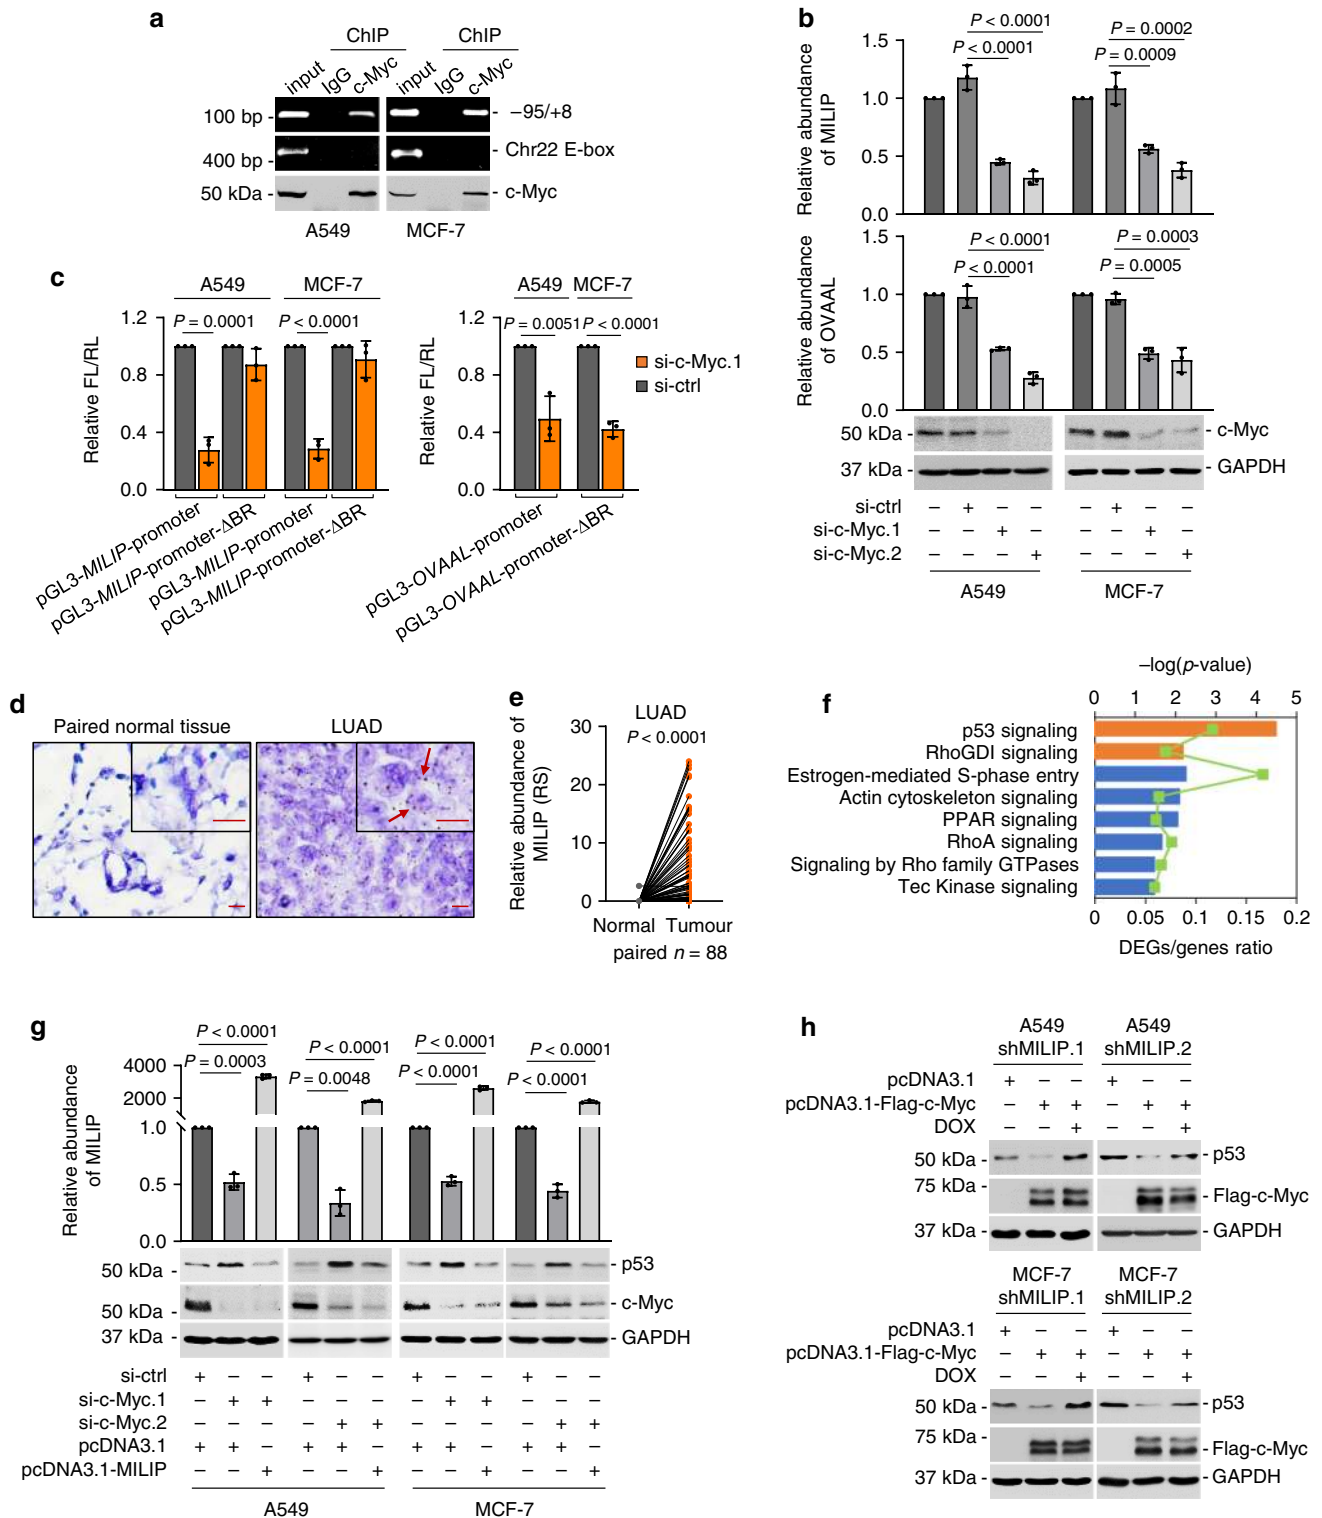 a
ChIP ChIP
input IgG c-Myc input IgG c-Myc
100 bp - - –95/+8
400 bp - - Chr22 E-box
50 kDa - - c-Myc
A549 MCF-7
b
Relative abundance of MILIP
1.5
1.0
0.5
0.0
P < 0.0001
P < 0.0001
P = 0.0002
P = 0.0009
Relative abundance of OVAAL
1.5
1.0
0.5
0.0
P < 0.0001
P < 0.0001
P = 0.0003
P = 0.0005
50 kDa - - c-Myc
37 kDa - - GAPDH
si-ctrl – + – – – + – –
si-c-Myc.1 – – + – – – + –
si-c-Myc.2 – – – + – – – +
A549 MCF-7
c
A549 MCF-7
Relative FL/RL
1.2
0.8
0.4
0.0
P = 0.0001 P < 0.0001
pGL3-MILIP-promoter
pGL3-MILIP-promoter-ΔBR
pGL3-MILIP-promoter
pGL3-MILIP-promoter-ΔBR
A549 MCF-7
Relative FL/RL
1.2
0.8
0.4
0.0
P = 0.0051 P < 0.0001
pGL3-OVAAL-promoter
pGL3-OVAAL-promoter-ΔBR
si-c-Myc.1
si-ctrl
d
Paired normal tissue LUAD
e
LUAD
P < 0.0001
Relative abundance of MILIP (RS)
30
20
10
0
Normal Tumour
paired n = 88
f
–log(p-value)
0 1 2 3 4 5
p53 signaling
RhoGDI signaling
Estrogen-mediated S-phase entry
Actin cytoskeleton signaling
PPAR signaling
RhoA signaling
Signaling by Rho family GTPases
Tec Kinase signaling
0 0.05 0.1 0.15 0.2
DEGs/genes ratio
g
Relative abundance of MILIP
4000
2000
1.0
0.5
0.0
P < 0.0001
P = 0.0003
P < 0.0001
P = 0.0048
P < 0.0001
P < 0.0001
P < 0.0001
P < 0.0001
50 kDa - - p53
50 kDa - - c-Myc
37 kDa - - GAPDH
si-ctrl + – – + – – + – – + – –
si-c-Myc.1 – + + – – – – + + – – –
si-c-Myc.2 – – – – + + – – – – + +
pcDNA3.1 + + – + + – + + – + + –
pcDNA3.1-MILIP – – + – – + – – + – – +
A549 MCF-7
h
A549 shMILIP.1 A549 shMILIP.2
pcDNA3.1 + – – + – –
pcDNA3.1-Flag-c-Myc – + + – + +
DOX – – + – – +
50 kDa - - p53
75 kDa - - Flag-c-Myc
37 kDa - - GAPDH
MCF-7 shMILIP.1 MCF-7 shMILIP.2
pcDNA3.1 + – – + – –
pcDNA3.1-Flag-c-Myc – + + – + +
DOX – – + – – +
50 kDa - - p53
75 kDa - - Flag-c-Myc
37 kDa - - GAPDH